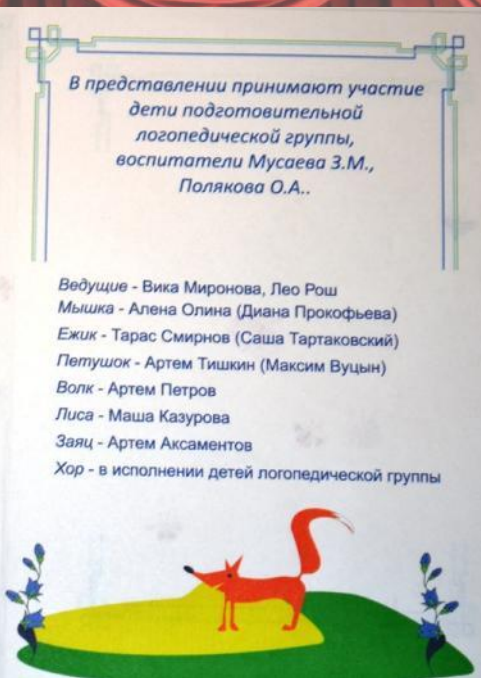 В представлении принимают участие
дети подготовительной
логопедической группы,
воспитатели Мусаева З.М.,
Полякова О.А..
Ведущие - Вика Миронова, Лео Рош
Мышка - Алена Олина (Диана Прокофьева)
Ежик - Тарас Смирнов (Саша Тартаковский)
Петушок - Артем Тишкин (Максим Вуцын)
Волк - Артем Петров
Лиса - Маша Казурова
Заяц - Артем Аксаментов
Хор - в исполнении детей логопедической группы